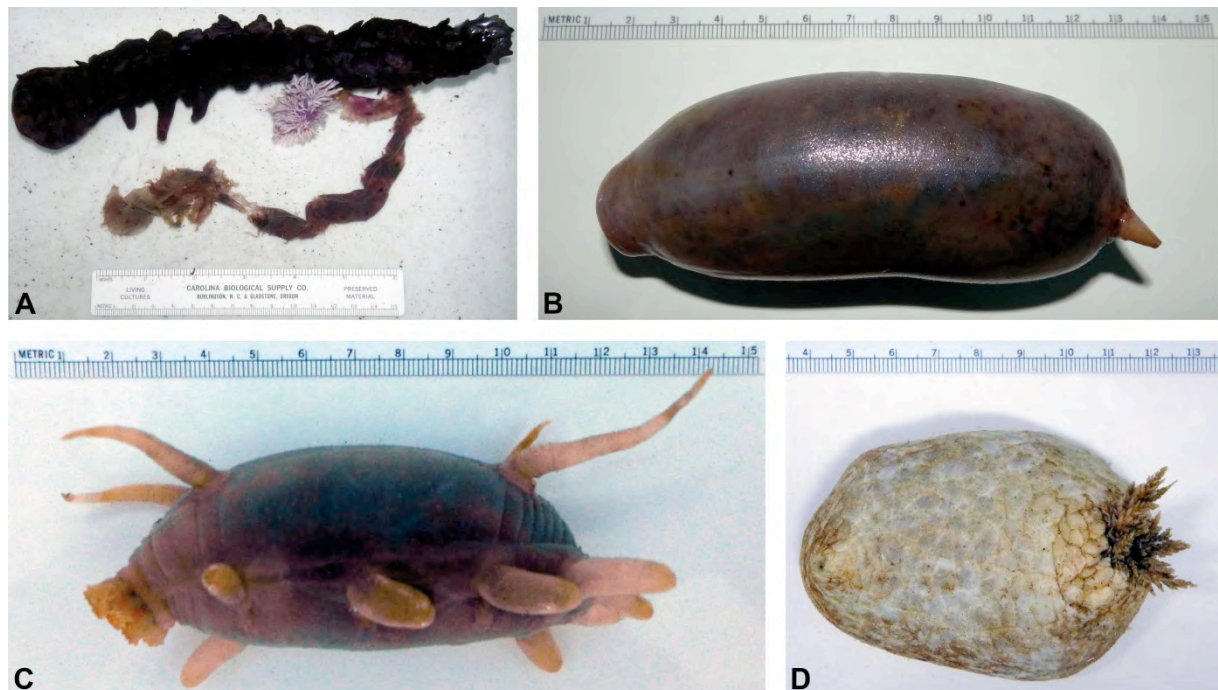 LIVING
CULTURES
CAROLINA BIOLOGICAL SUPPLY CO.
BURLINGTON, N. C. & GLADSTONE, OREGON
PRESERVED
MATERIAL
A
METRIC 1 2 3 4 5 6 7 8 9 10 11 12 13 14 15
B
METRIC 1 2 3 4 5 6 7 8 9 10 11 12 13 14 15
C
4 5 6 7 8 9 10 11 12 13
D